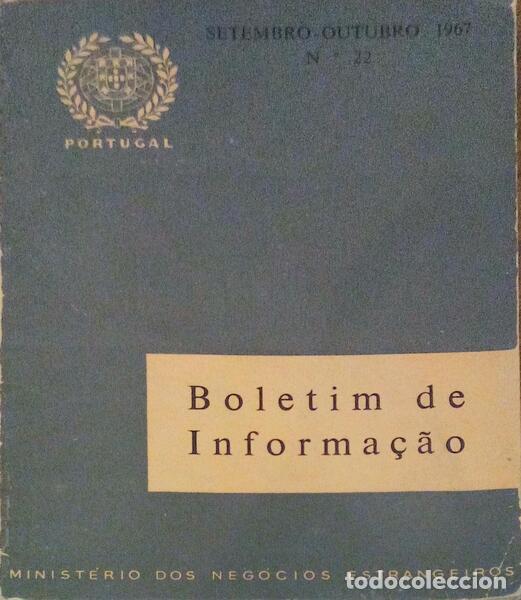 SETEMBRO-OUTUBRO 1967
N.º 22
PORTUGAL
Boletim de
Informação
MINISTÉRIO DOS NEGÓCIOS ESTRANGEIROS
todocoleccion